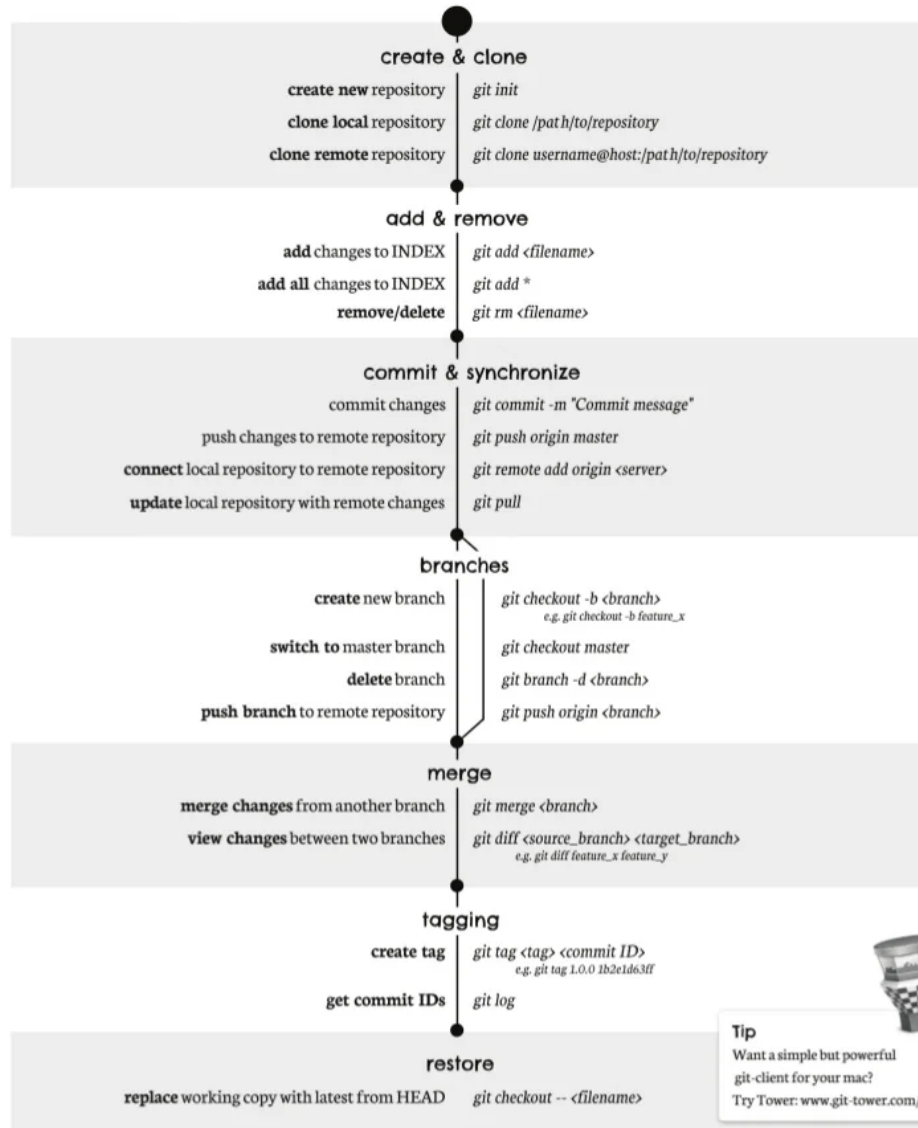 create & clone
create new repository git init
clone local repository git clone /path/to/repository
clone remote repository git clone username@host:/path/to/repository
add & remove
add changes to INDEX git add <filename>
add all changes to INDEX git add *
remove/delete git rm <filename>
commit & synchronize
commit changes git commit -m "Commit message"
push changes to remote repository git push origin master
connect local repository to remote repository git remote add origin <server>
update local repository with remote changes git pull
branches
create new branch git checkout -b <branch>
e.g. git checkout -b feature_x
switch to master branch git checkout master
delete branch git branch -d <branch>
push branch to remote repository git push origin <branch>
merge
merge changes from another branch git merge <branch>
view changes between two branches git diff <source_branch> <target_branch>
e.g. git diff feature_x feature_y
tagging
create tag git tag <tag> <commit ID>
e.g. git tag 1.0.0 1b2e1d63ff
get commit IDs git log
restore
replace working copy with latest from HEAD git checkout -- <filename>
Tip
Want a simple but powerful
git-client for your mac?
Try Tower: www.git-tower.com/